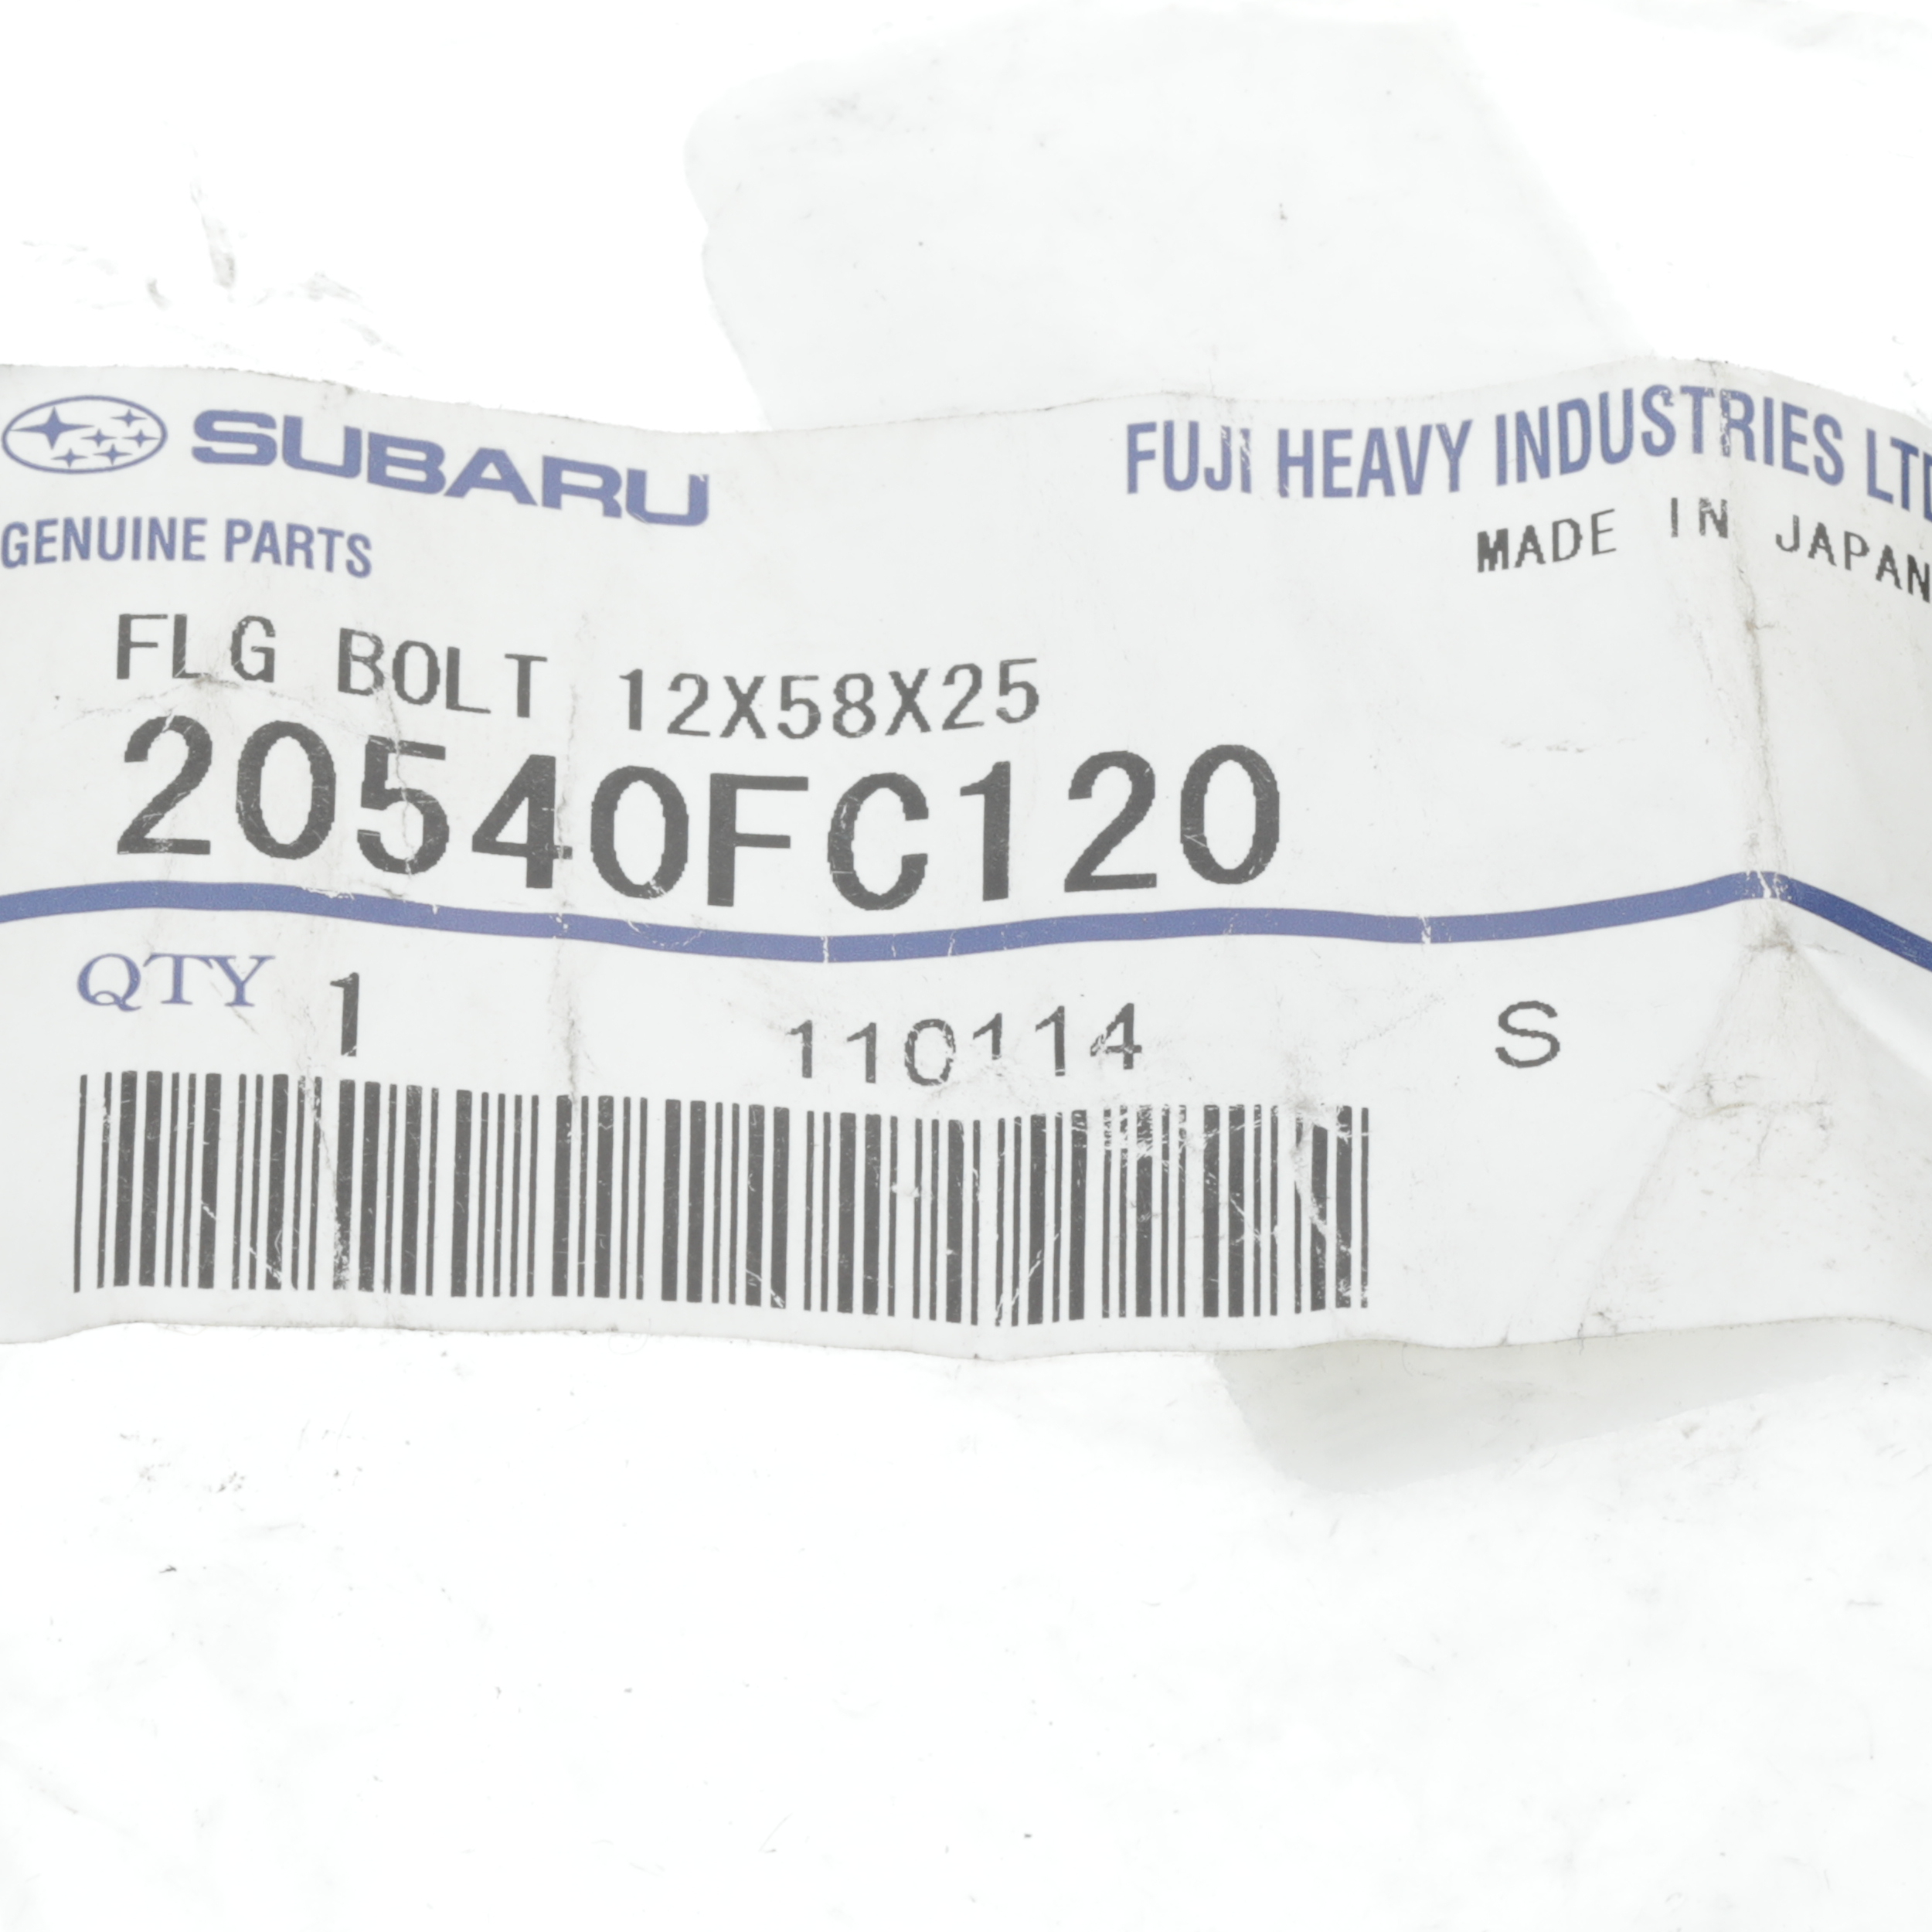 SUBARU
FUJI HEAVY INDUSTRIES LTD
GENUINE PARTS
MADE IN JAPAN
FLG BOLT 12X58X25
20540FC120
QTY 1
110114
S